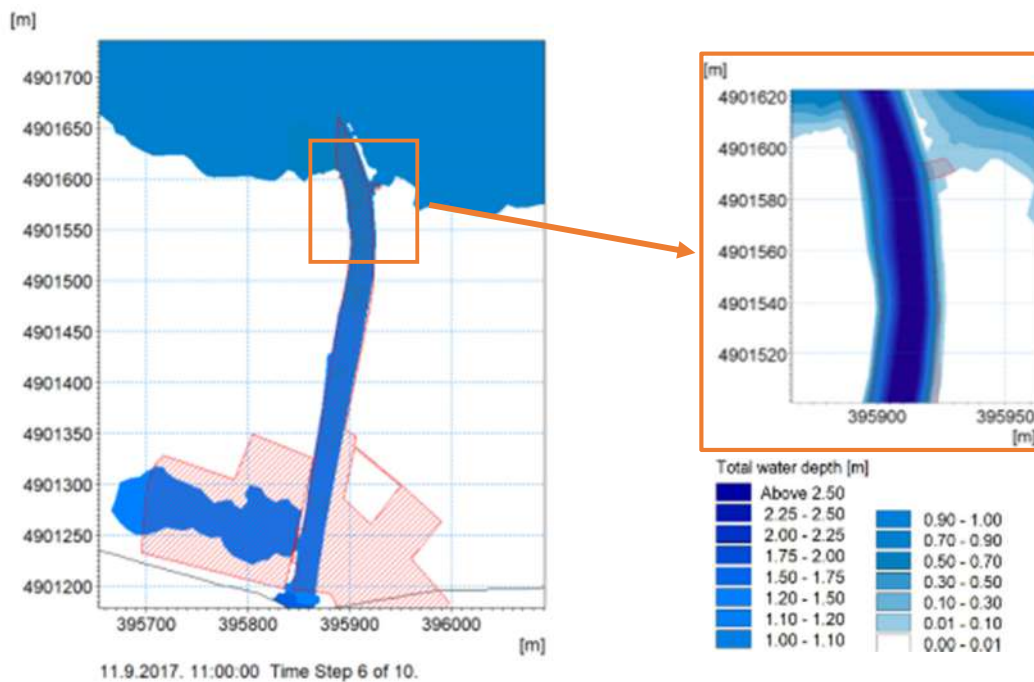 [m]
4901700
4901650
4901600
4901550
4901500
4901450
4901400
4901350
4901300
4901250
4901200
395700 395800 395900 396000
[m]
11.9.2017. 11:00:00 Time Step 6 of 10.
[m]
4901620
4901600
4901580
4901560
4901540
4901520
395900 395950
[m]
Total water depth [m]
Above 2.50
2.25 - 2.50
2.00 - 2.25
1.75 - 2.00
1.50 - 1.75
1.20 - 1.50
1.10 - 1.20
1.00 - 1.10
0.90 - 1.00
0.70 - 0.90
0.50 - 0.70
0.30 - 0.50
0.10 - 0.30
0.01 - 0.10
0.00 - 0.01